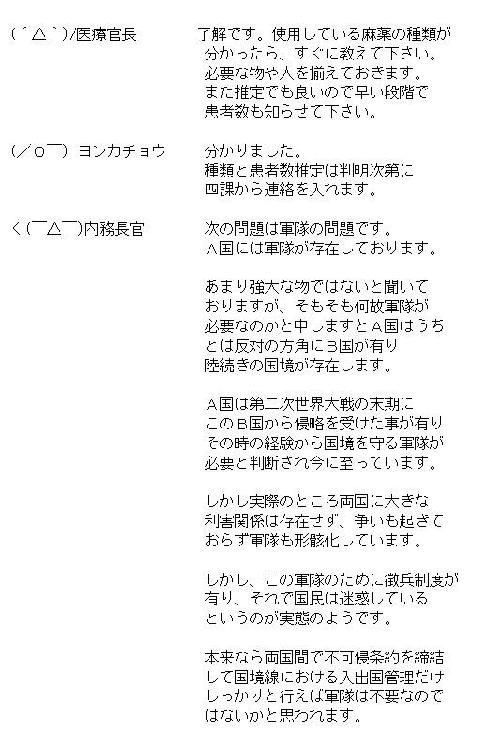 (´△｀)/医療官長　　了解です。使用している麻薬の種類が
分かったら、すぐに教えて下さい。
必要な物や人を揃えておきます。
また推定でも良いので早い段階で
患者数も知らせて下さい。
(／o￣) ヨンカチョウ　　分かりました。
種類と患者数推定は判明次第に
四課から連絡を入れます。
＜(￣△￣)内務長官　　次の問題は軍隊の問題です。
Ａ国には軍隊が存在しております。
あまり強大な物ではないと聞いて
おりますが、そもそも何故軍隊が
必要なのかと申しますとＡ国はうち
とは反対の方角にＢ国が有り
陸続きの国境が存在します。
Ａ国は第二次世界大戦の末期に
このＢ国から侵略を受けた事が有り
その時の経験から国境を守る軍隊が
必要と判断され今に至っています。
しかし実際のところ両国に大きな
利害関係は存在せず、争いも起きて
おらず軍隊も形骸化しています。
しかし、この軍隊のために徴兵制度が
有り、それで国民は迷惑している
というのが実態のようです。
本来なら両国間で不可侵条約を締結
して国境線における入出国管理だけ
しっかりと行えば軍隊は不要なので
はないかと思われます。